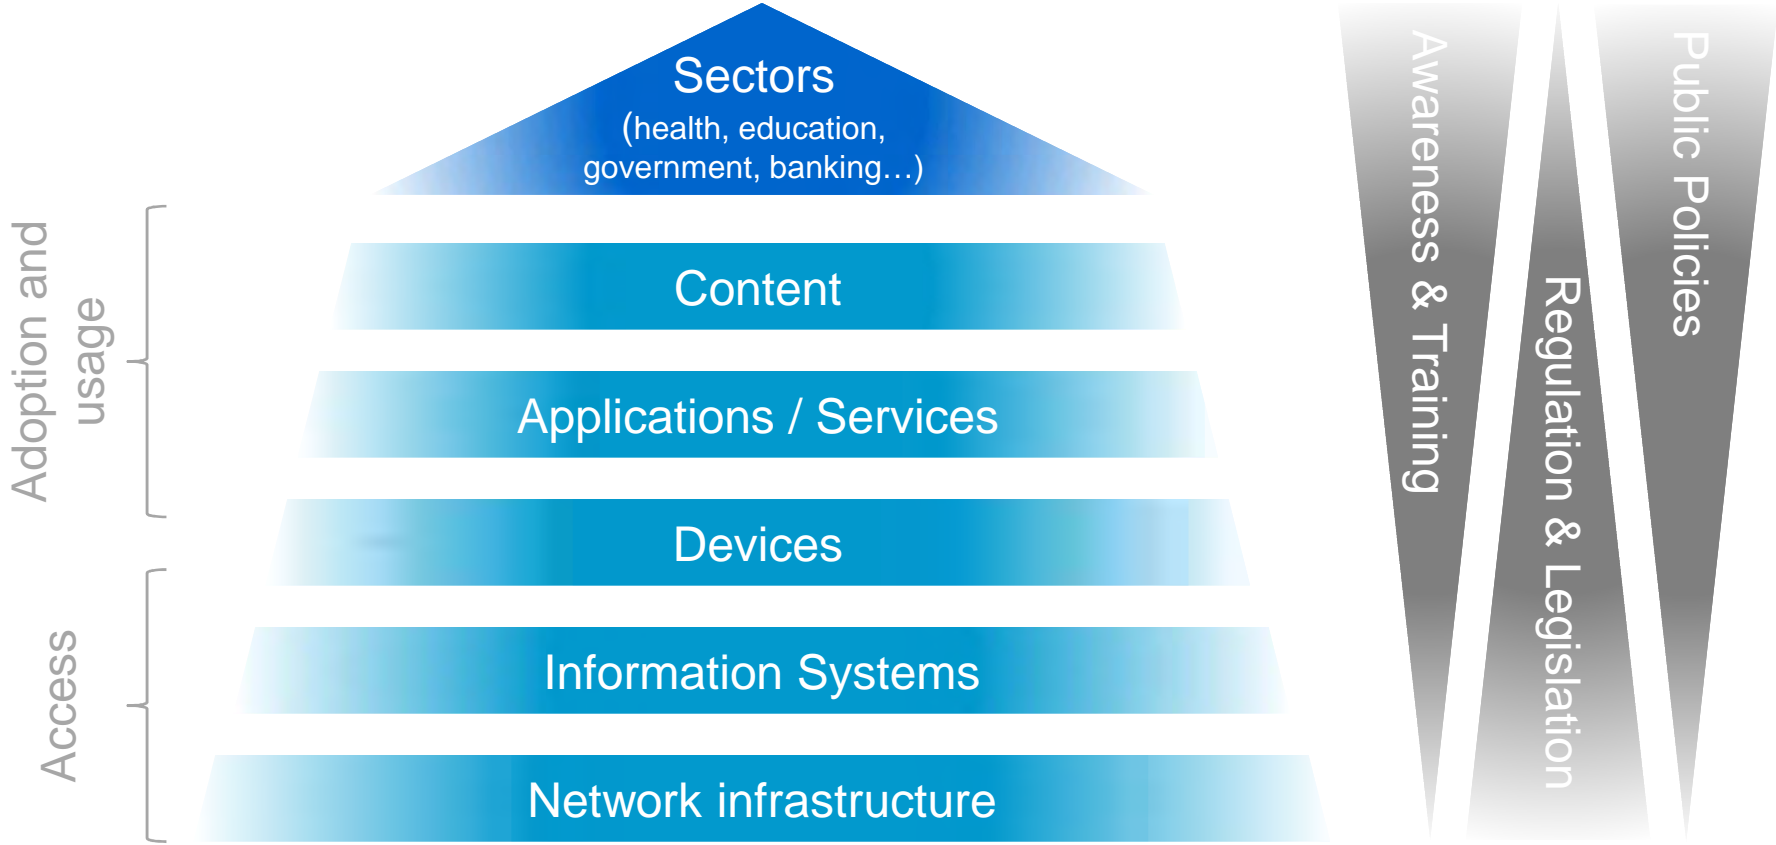 Sectors
(health, education,
government, banking…)
Content
Applications / Services
Devices
Information Systems
Network infrastructure
Adoption and
usage
Access
Awareness & Training
Regulation & Legislation
Public Policies